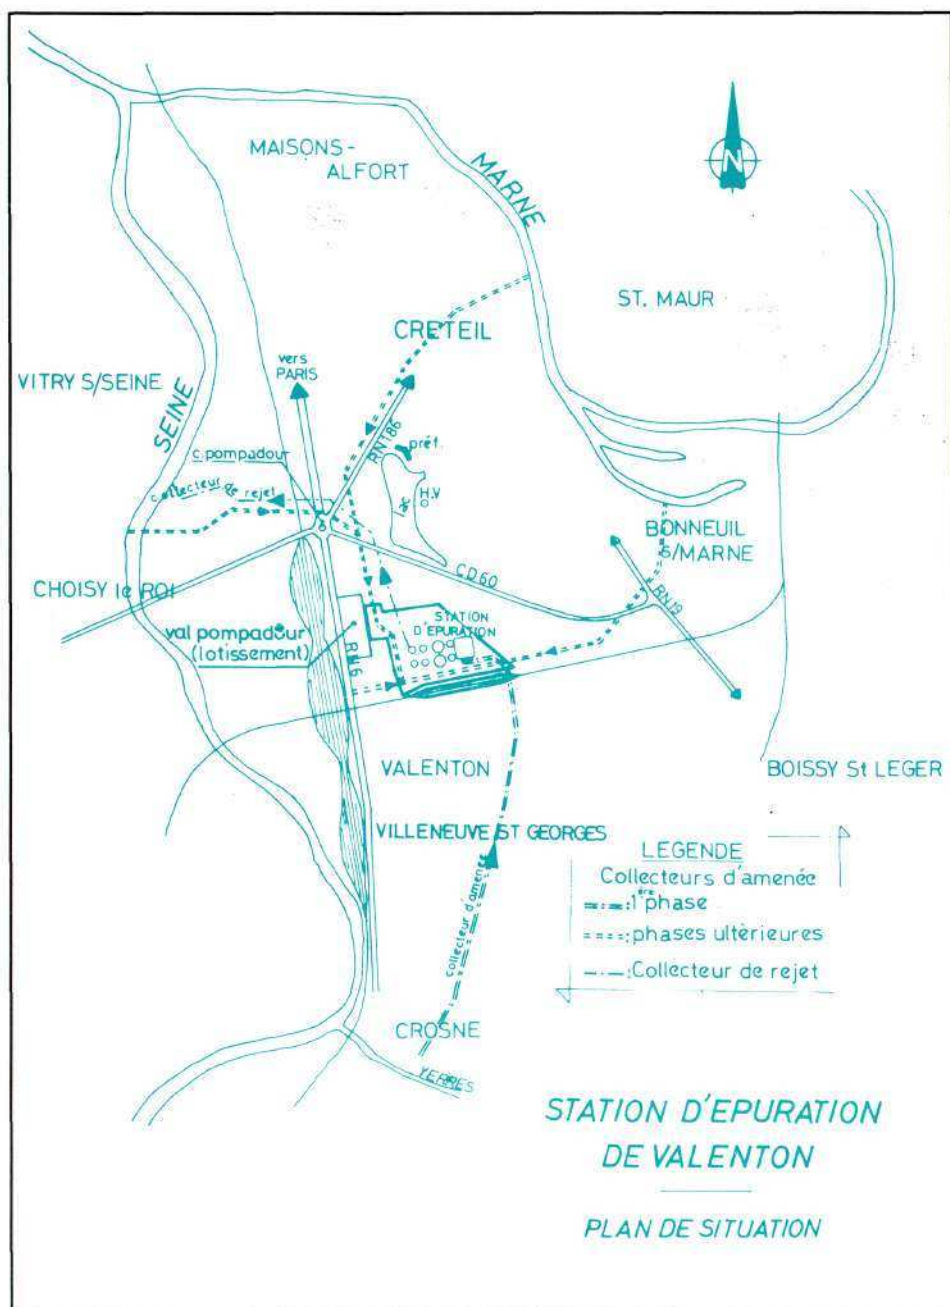 MAISONS-
ALFORT
MARNE
N
ST. MAUR
CRETEIL
vers
PARIS
VITRY S/SEINE
SEINE
RN186
préf.
c. pompadour
collecteur de rejet
lac
H.V
BONNEUIL
S/MARNE
CHOISY le ROI
CD60
RN19
STATION
D'EPURATION
val pompadour
(lotissement)
RN6
VALENTON
BOISSY St LEGER
VILLENEUVE ST GEORGES
LEGENDE
Collecteurs d'amenée
1ère phase
phases ultérieures
Collecteur de rejet
collecteur d'amenée
CROSNE
YERRES
STATION D'EPURATION
DE VALENTON
PLAN DE SITUATION